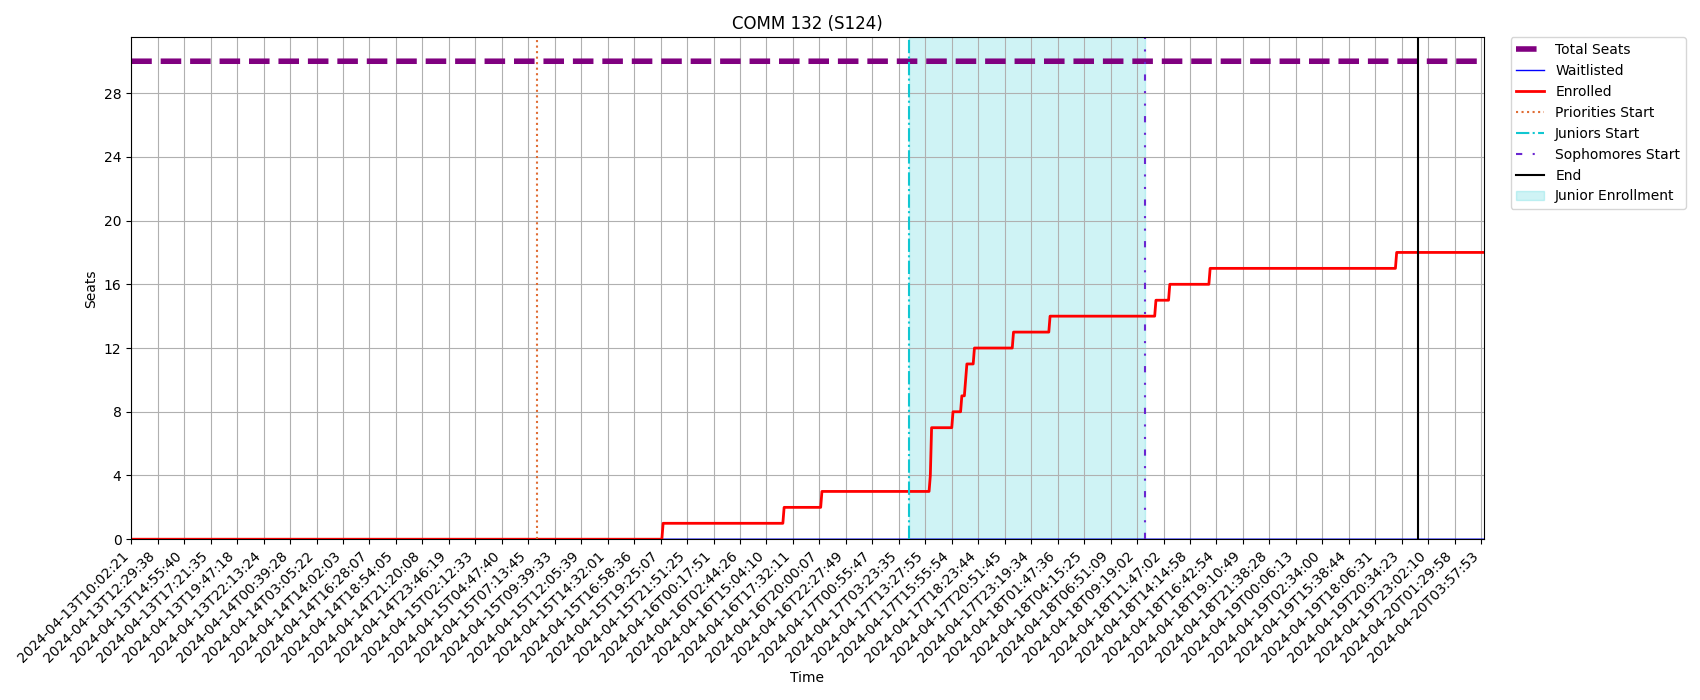 COMM 132 (S124)
Total Seats
Waitlisted
Enrolled
Priorities Start
Juniors Start
Sophomores Start
End
Junior Enrollment
Seats
28
24
20
16
12
8
4
0
2024-04-13T10:02:21
2024-04-13T12:29:38
2024-04-13T14:55:40
2024-04-13T17:21:35
2024-04-13T19:47:18
2024-04-13T22:13:24
2024-04-14T00:39:28
2024-04-14T03:05:22
2024-04-14T14:02:03
2024-04-14T16:28:07
2024-04-14T18:54:05
2024-04-14T21:20:08
2024-04-14T23:46:19
2024-04-15T02:12:33
2024-04-15T04:47:40
2024-04-15T07:13:45
2024-04-15T09:39:33
2024-04-15T12:05:39
2024-04-15T14:32:01
2024-04-15T16:58:36
2024-04-15T19:25:07
2024-04-15T21:51:25
2024-04-16T00:17:51
2024-04-16T02:44:26
2024-04-16T15:04:10
2024-04-16T17:32:11
2024-04-16T20:00:07
2024-04-16T22:27:49
2024-04-17T00:55:47
2024-04-17T03:23:35
2024-04-17T13:27:55
2024-04-17T15:55:54
2024-04-17T18:23:44
2024-04-17T20:51:45
2024-04-17T23:19:34
2024-04-18T01:47:36
2024-04-18T04:15:25
2024-04-18T06:51:09
2024-04-18T09:19:02
2024-04-18T11:47:02
2024-04-18T14:14:58
2024-04-18T16:42:54
2024-04-18T19:10:49
2024-04-18T21:38:28
2024-04-19T00:06:13
2024-04-19T02:34:00
2024-04-19T15:38:44
2024-04-19T18:06:31
2024-04-19T20:34:23
2024-04-19T23:02:10
2024-04-20T01:29:58
2024-04-20T03:57:53
Time